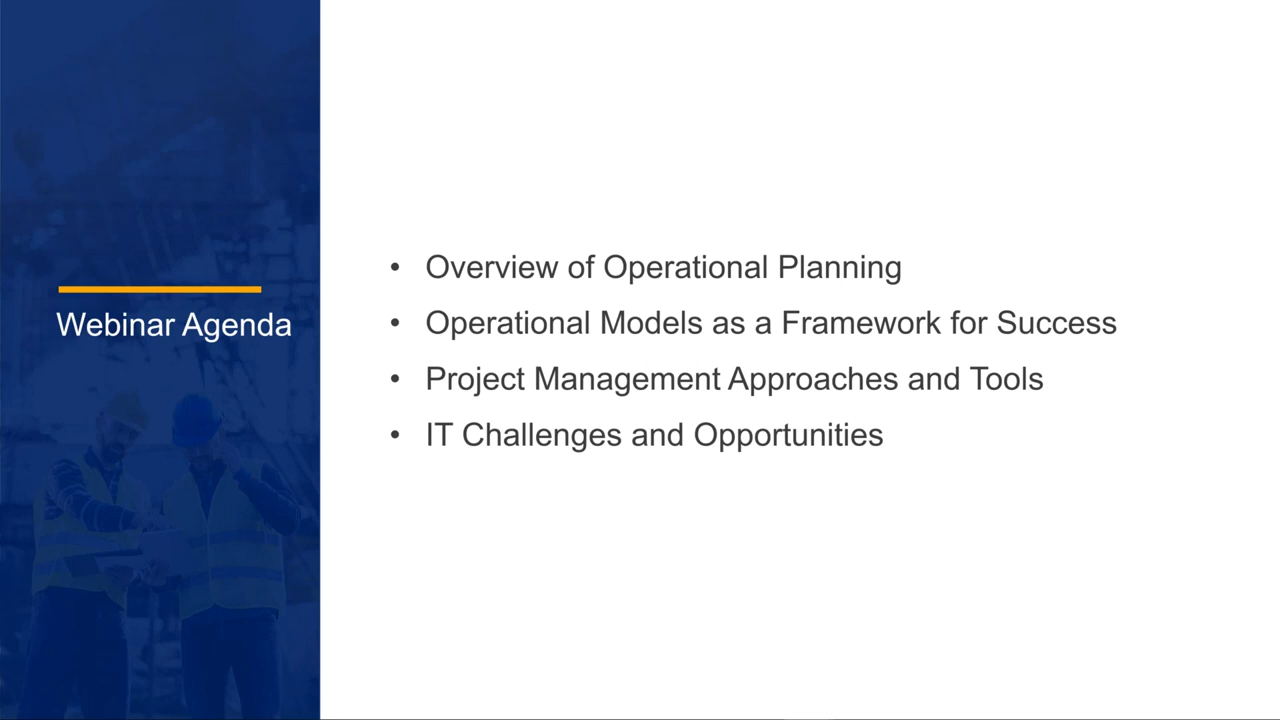 Webinar Agenda
• Overview of Operational Planning
• Operational Models as a Framework for Success
• Project Management Approaches and Tools
• IT Challenges and Opportunities